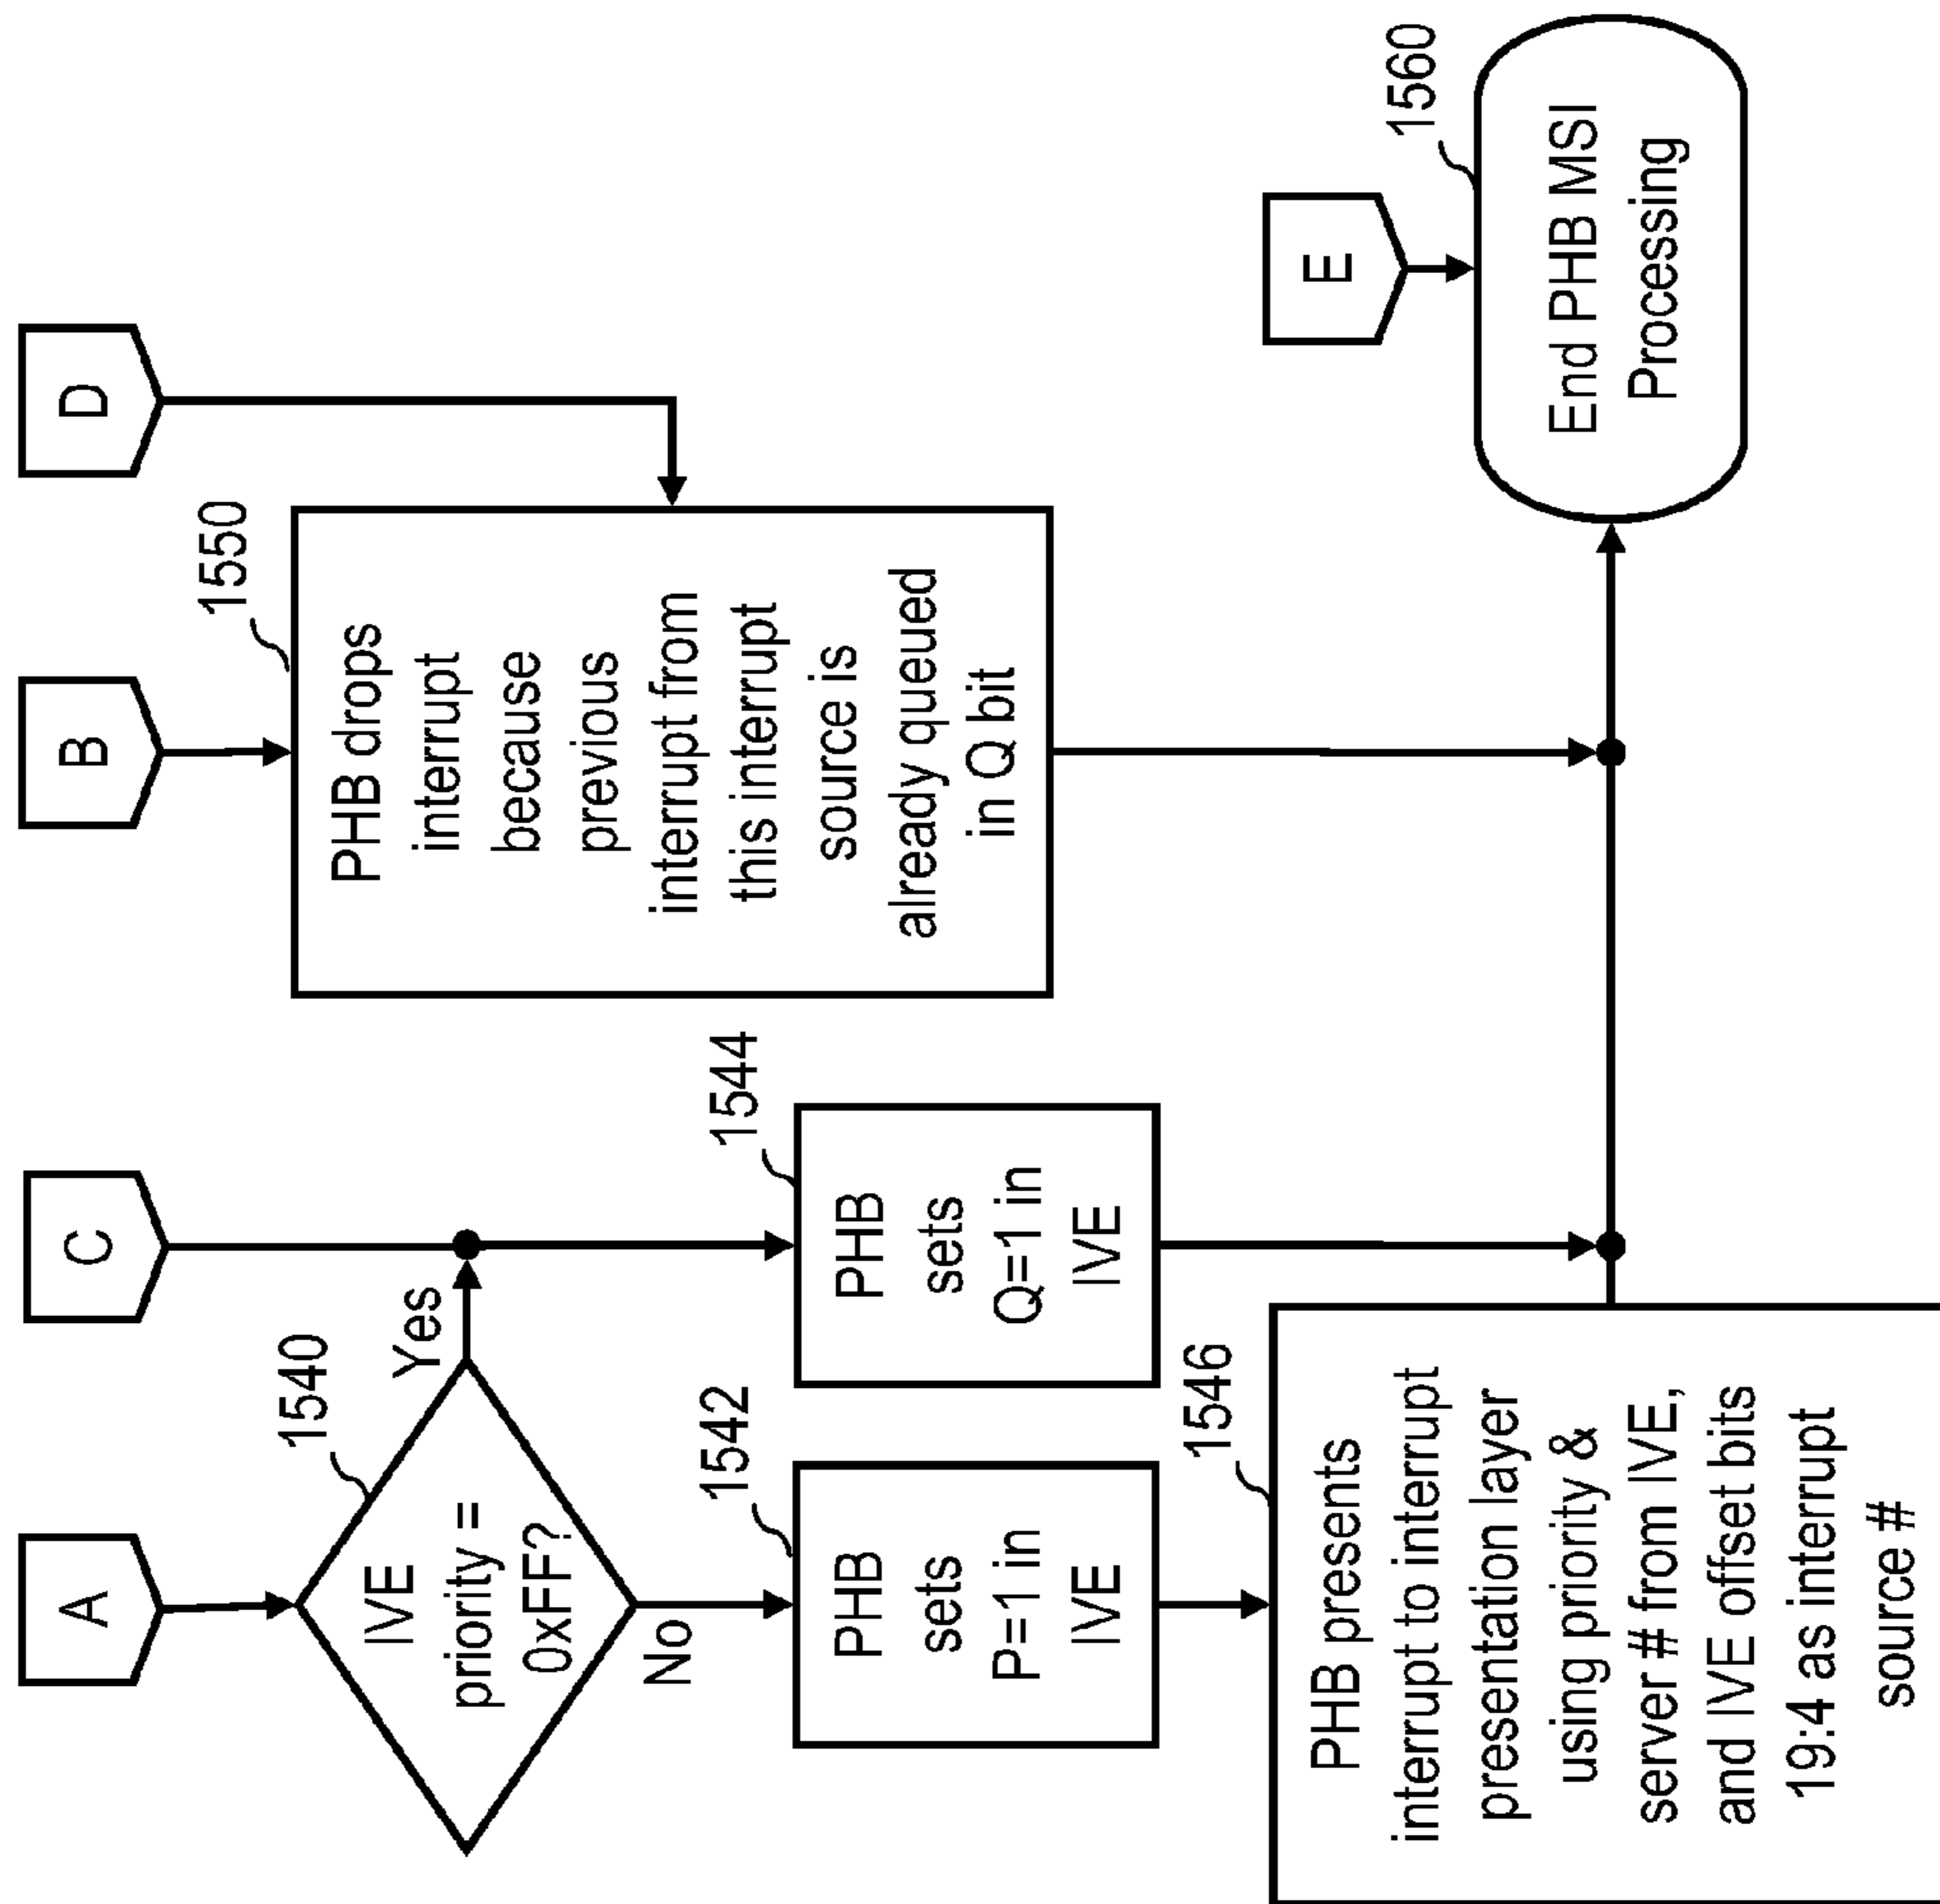 A
C
B
D
1540
IVE
priority =
0xFF?
Yes
No
1542
PHB
sets
P=1 in
IVE
1544
PHB
sets
Q=1 in
IVE
1546
PHB presents
interrupt to interrupt
presentation layer
using priority &
server # from IVE,
and IVE offset bits
19:4 as interrupt
source #
1550
PHB drops
interrupt
because
previous
interrupt from
this interrupt
source is
already queued
in Q bit
E
1560
End PHB MSI
Processing